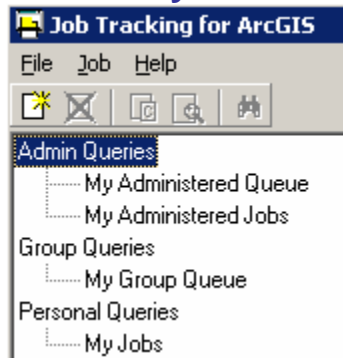 Job Tracking for ArcGIS
File Job Help
Admin Queries
My Administered Queue
My Administered Jobs
Group Queries
My Group Queue
Personal Queries
My Jobs